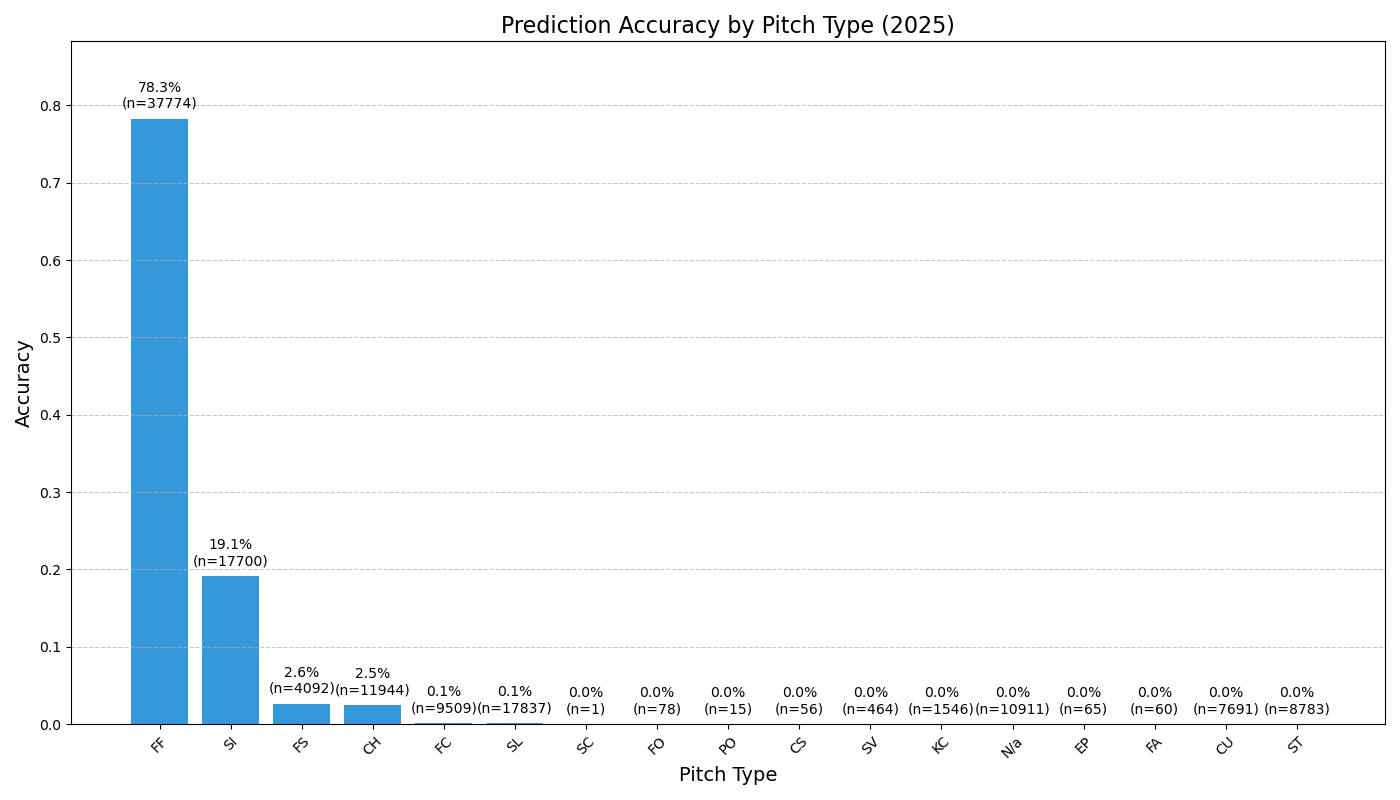 Prediction Accuracy by Pitch Type (2025)
Accuracy
0.8
0.7
0.6
0.5
0.4
0.3
0.2
0.1
0.0
78.3%
(n=37774)
19.1%
(n=17700)
2.6%
(n=4092)
2.5%
(n=11944)
0.1%
(n=9509)
0.1%
(n=17837)
0.0%
(n=1)
0.0%
(n=78)
0.0%
(n=15)
0.0%
(n=56)
0.0%
(n=464)
0.0%
(n=1546)
0.0%
(n=10911)
0.0%
(n=65)
0.0%
(n=60)
0.0%
(n=7691)
0.0%
(n=8783)
FF
SI
FS
CH
FC
SL
SC
FO
PO
CS
SV
KC
N/a
EP
FA
CU
ST
Pitch Type